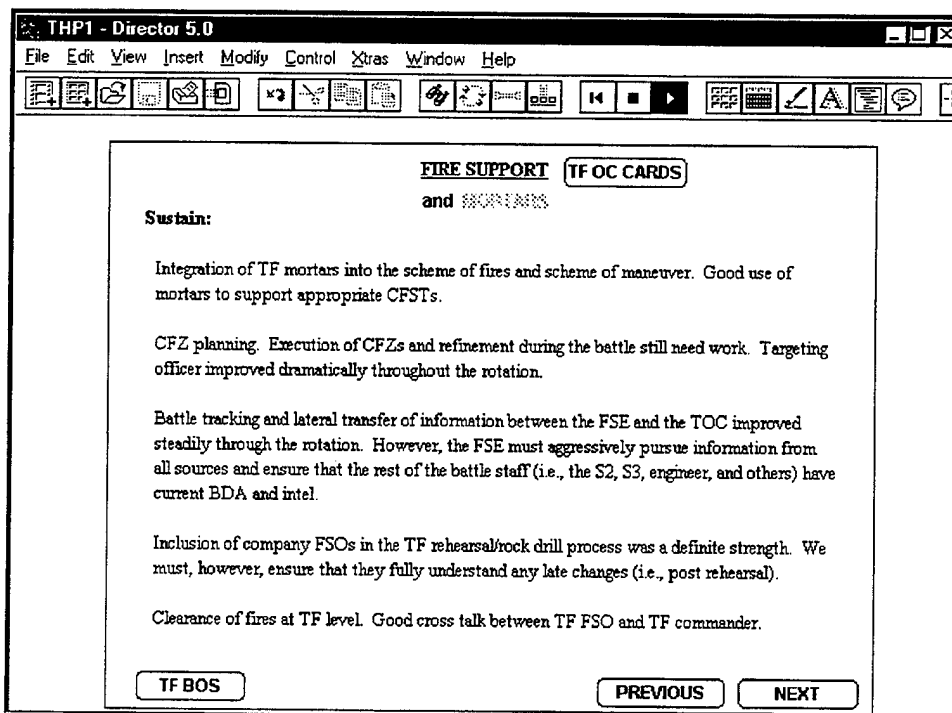 THP1 - Director 5.0
File Edit View Insert Modify Control Xtras Window Help
FIRE SUPPORT TF OC CARDS
and MORTARS
Sustain:
Integration of TF mortars into the scheme of fires and scheme of maneuver. Good use of
mortars to support appropriate CFSTs.
CFZ planning. Execution of CFZs and refinement during the battle still need work. Targeting
officer improved dramatically throughout the rotation.
Battle tracking and lateral transfer of information between the FSE and the TOC improved
steadily through the rotation. However, the FSE must aggressively pursue information from
all sources and ensure that the rest of the battle staff (i.e., the S2, S3, engineer, and others) have
current BDA and intel.
Inclusion of company FSOs in the TF rehearsal/rock drill process was a definite strength. We
must, however, ensure that they fully understand any late changes (i.e., post rehearsal).
Clearance of fires at TF level. Good cross talk between TF FSO and TF commander.
TF BOS PREVIOUS NEXT